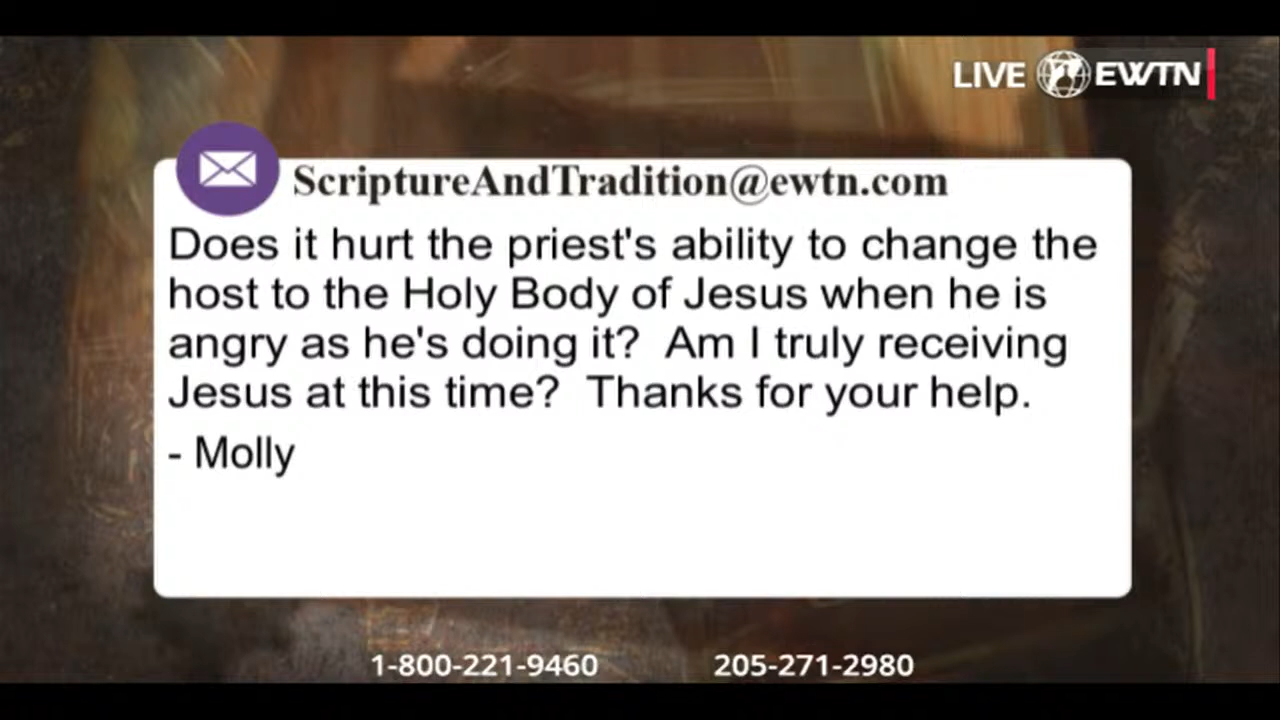 LIVE EWTN
ScriptureAndTradition@ewtn.com
Does it hurt the priest's ability to change the
host to the Holy Body of Jesus when he is
angry as he's doing it?  Am I truly receiving
Jesus at this time?  Thanks for your help.
- Molly
1-800-221-9460 205-271-2980